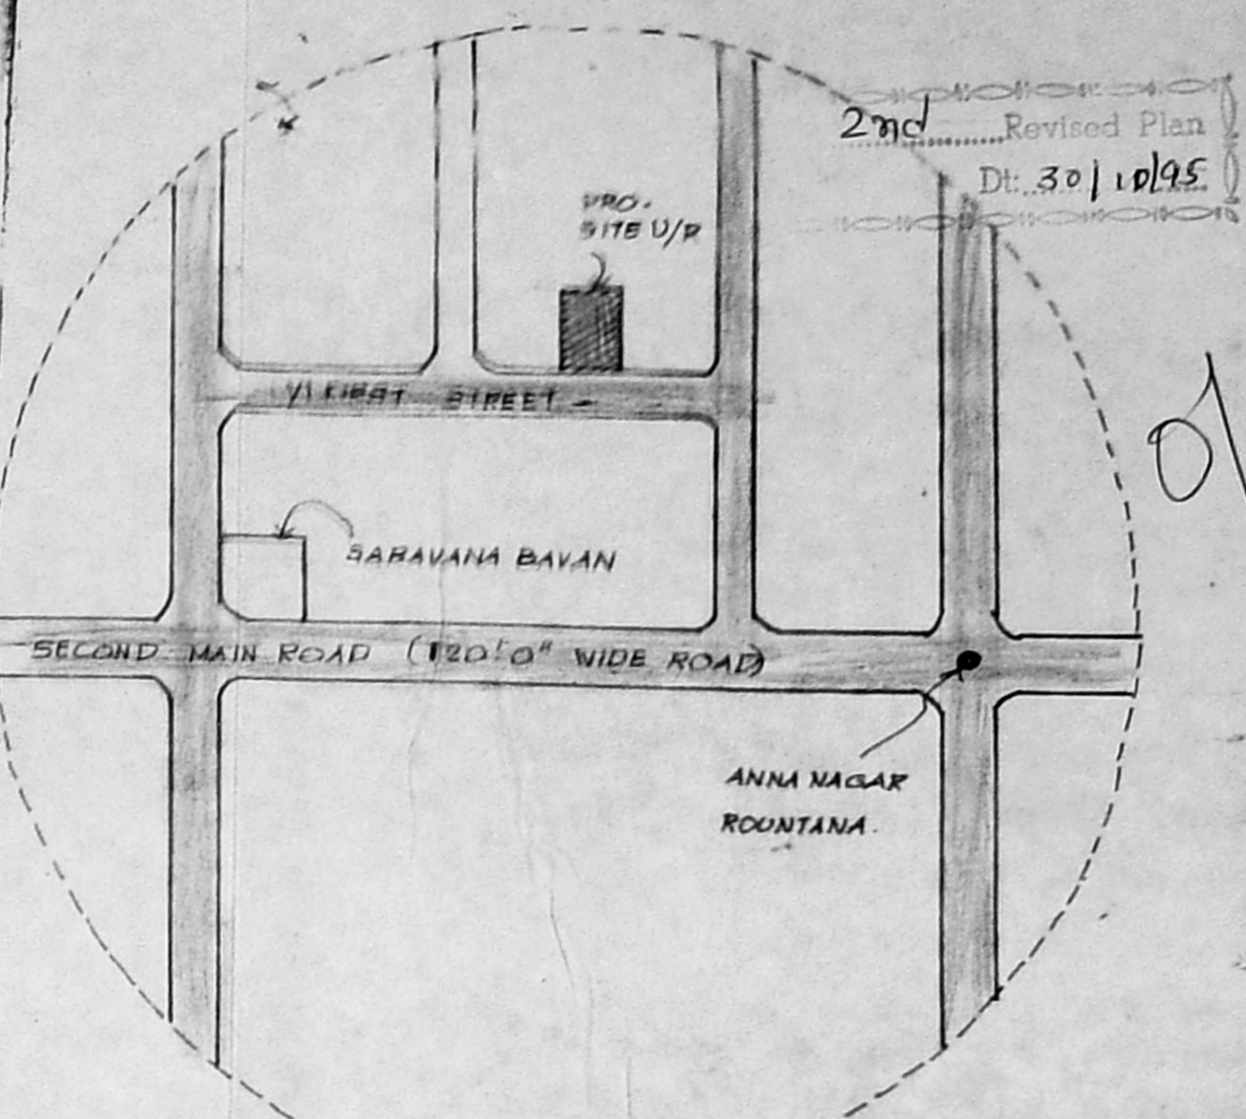 2nd Revised Plan
Dt: 30/10/95
PRO.
SITE U/R
Y1 FIRST STREET -
SARAVANA BAVAN
SECOND MAIN ROAD (120'0" WIDE ROAD)
ANNA NAGAR
ROUNTANA.